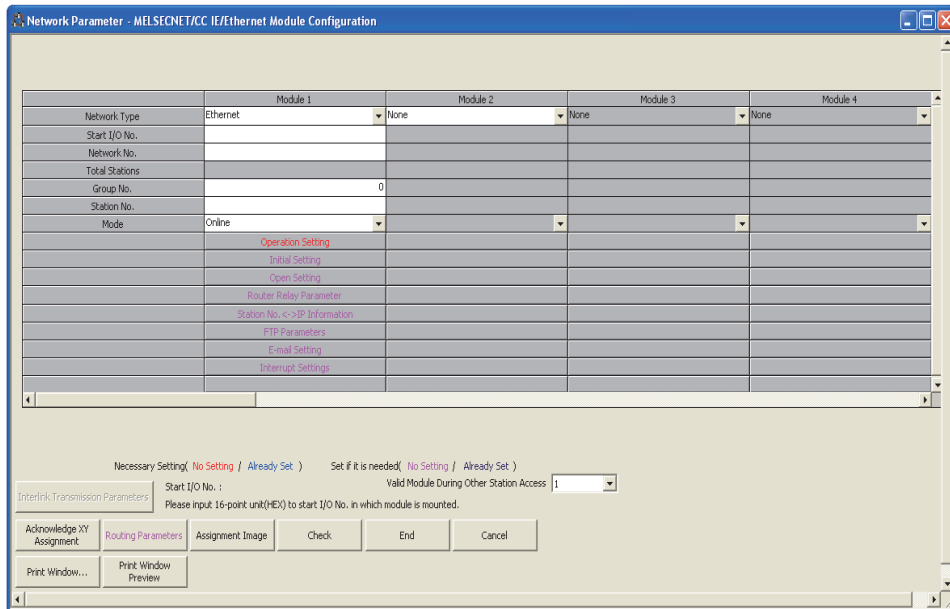 Network Parameter - MELSECNET/CC IE/Ethernet Module Configuration
Module 1 Module 2 Module 3 Module 4
Network Type Ethernet None None None
Start I/O No.
Network No.
Total Stations
Group No. 0
Station No.
Mode Online
Operation Setting
Initial Setting
Open Setting
Router Relay Parameter
Station No.<->IP Information
FTP Parameters
E-mail Setting
Interrupt Settings
Necessary Setting( No Setting / Already Set ) Set if it is needed( No Setting / Already Set )
Interlink Transmission Parameters
Start I/O No. : Valid Module During Other Station Access 1
Please input 16-point unit(HEX) to start I/O No. in which module is mounted.
Acknowledge XY
Assignment
Routing Parameters Assignment Image Check End Cancel
Print Window...
Print Window
Preview